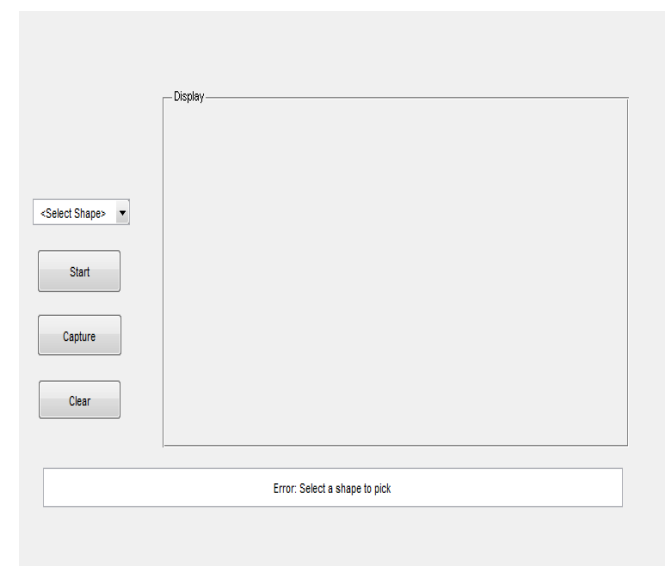 Display
<Select Shape>
Start
Capture
Clear
Error: Select a shape to pick